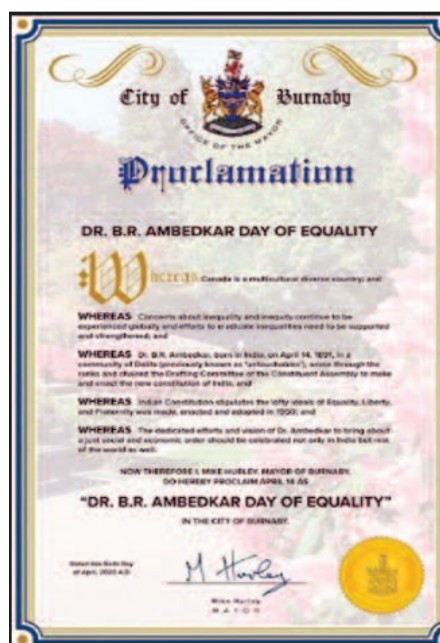 City of Burnaby
OFFICE OF THE MAYOR
Proclamation
DR. B.R. AMBEDKAR DAY OF EQUALITY
Whereas Canada is a multicultural diverse country; and
WHEREAS Concerns about inequality and inequity continue to be
experienced globally and efforts to eradicate inequalities need to be supported
and strengthened; and
WHEREAS Dr. B.R. Ambedkar, born in India, on April 14, 1891, in a
community of Dalits (previously known as "untouchables"), arose through the
ranks and chaired the Drafting Committee of the Constituent Assembly to make
and enact the new constitution of India, and
WHEREAS Indian Constitution stipulates the lofty ideals of Equality, Liberty,
and Fraternity was made, enacted and adopted in 1950; and
WHEREAS The dedicated efforts and vision of Dr. Ambedkar to bring about
a just social and economic order should be celebrated not only in India but rest
of the world as well.
NOW THEREFORE I, MIKE HURLEY, MAYOR OF BURNABY,
DO HEREBY PROCLAIM APRIL 14 AS
"DR. B.R. AMBEDKAR DAY OF EQUALITY"
IN THE CITY OF BURNABY.
Dated this Sixth Day
of April, 2020 A.D.
M Hurley
Mike Hurley
MAYOR